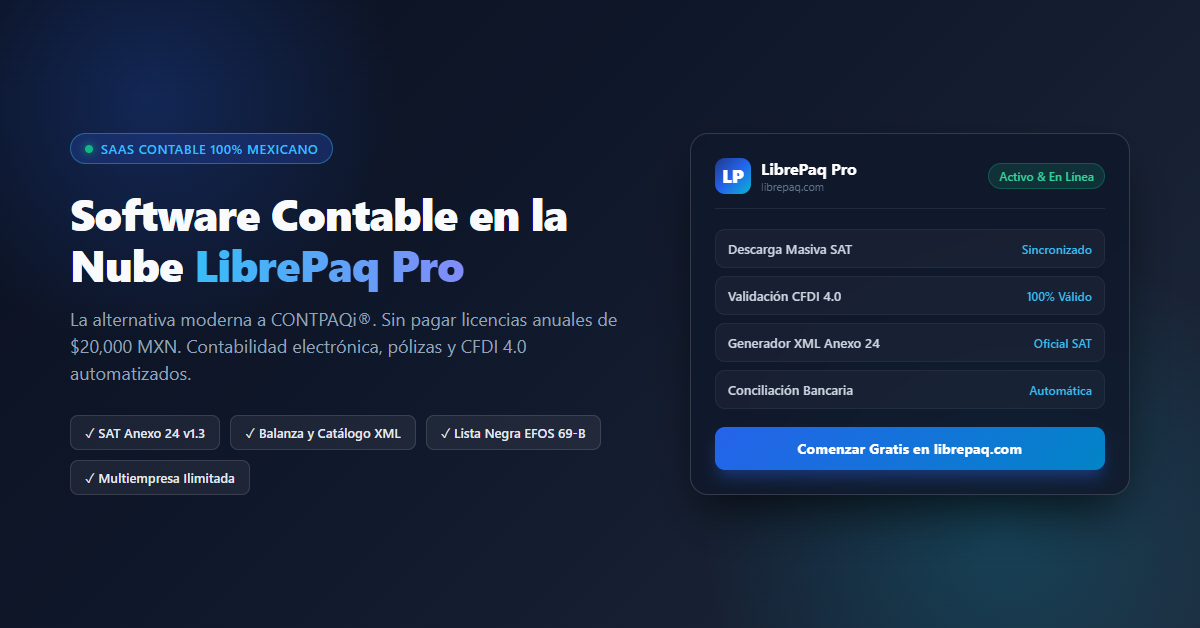 SAAS CONTABLE 100% MEXICANO
Software Contable en la
Nube LibrePaq Pro
La alternativa moderna a CONTPAQi®. Sin pagar licencias anuales de
$20,000 MXN. Contabilidad electrónica, pólizas y CFDI 4.0
automatizados.
✓ SAT Anexo 24 v1.3
✓ Balanza y Catálogo XML
✓ Lista Negra EFOS 69-B
✓ Multiempresa Ilimitada
LP
LibrePaq Pro
librepaq.com
Activo & En Línea
Descarga Masiva SAT
Sincronizado
Validación CFDI 4.0
100% Válido
Generador XML Anexo 24
Oficial SAT
Conciliación Bancaria
Automática
Comenzar Gratis en librepaq.com